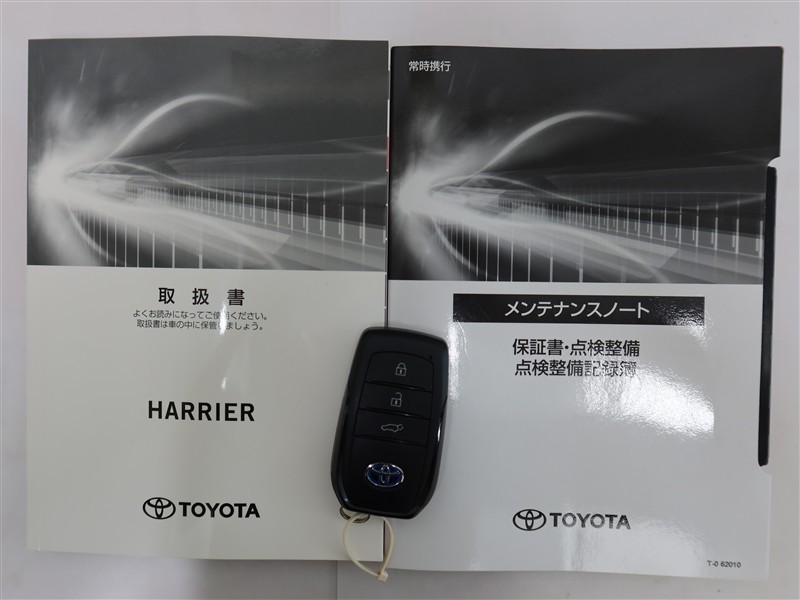 取扱書
よくお読みになってご使用ください。
取扱書は車の中に保管しましょう。
HARRIER
TOYOTA
常時携行
メンテナンスノート
保証書・点検整備
点検整備記録簿
TOYOTA
T-0 62010